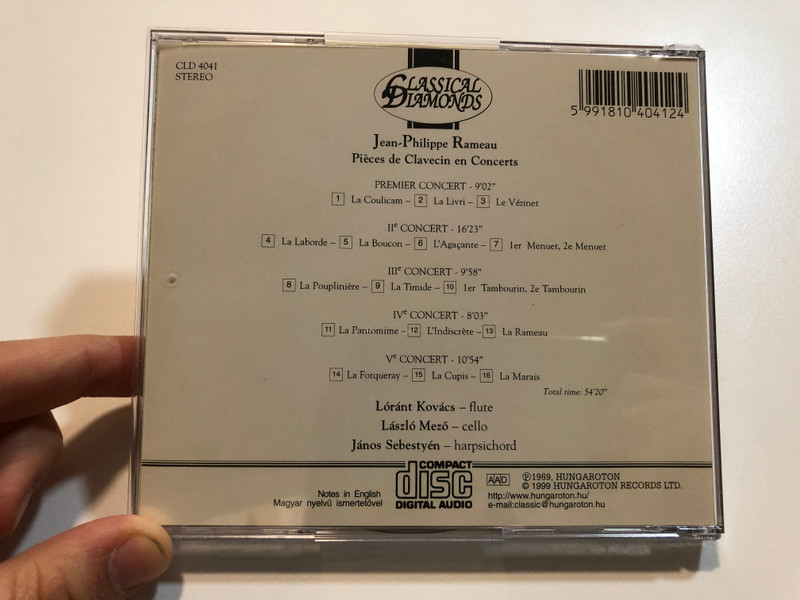 CLD 4041
STEREO
CLASSICAL
DIAMONDS
5 991810 404124
Jean-Philippe Rameau
Pièces de Clavecin en Concerts
PREMIER CONCERT - 9'02"
1 La Coulicam – 2 La Livri – 3 Le Vézinet
IIe CONCERT - 16'23"
4 La Laborde – 5 La Boucon – 6 L'Agaçante – 7 1er Menuet, 2e Menuet
IIIe CONCERT - 9'58"
8 La Pouplinière – 9 La Timide – 10 1er Tambourin, 2e Tambourin
IVe CONCERT - 8'03"
11 La Pantomime – 12 L'Indiscrète – 13 La Rameau
Ve CONCERT - 10'54"
14 La Forqueray – 15 La Cupis – 16 La Marais
Total time: 54'20"
Lóránt Kovács – flute
László Mező – cello
János Sebestyén – harpsichord
Notes in English
Magyar nyelvű ismertetővel
COMPACT
disc
DIGITAL AUDIO
AAD
℗1969, HUNGAROTON
© 1999 HUNGAROTON RECORDS LTD.
http://www.hungaroton.hu/
e-mail:classic@hungaroton.hu